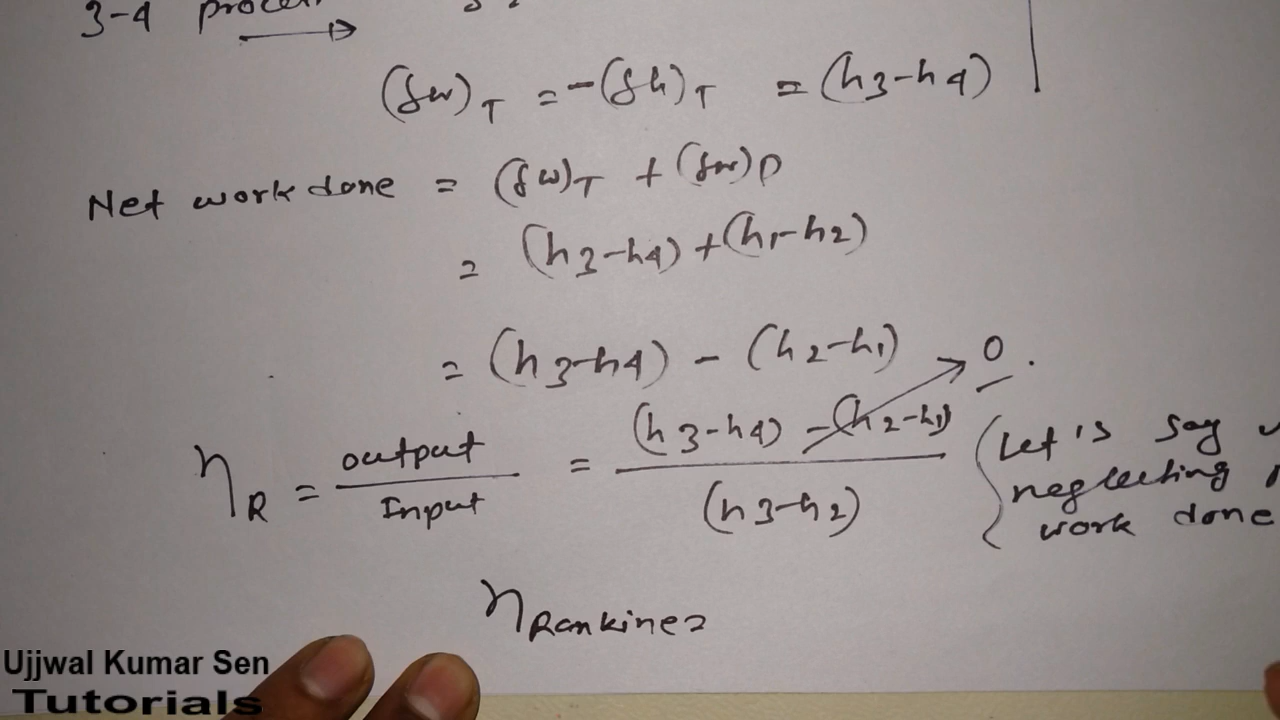 3-4 process →
(δw)T = -(δh)T = (h3-h4)
Net work done = (δw)T + (δw)p
= (h3-h4) + (h1-h2)
= (h3-h4) - (h2-h1)
ηR = output / Input = (h3-h4) - (h2-h1) / (h3-h2) → 0.
(Let's say
neglecting
work done
ηRankine =
Ujjwal Kumar Sen
Tutorials